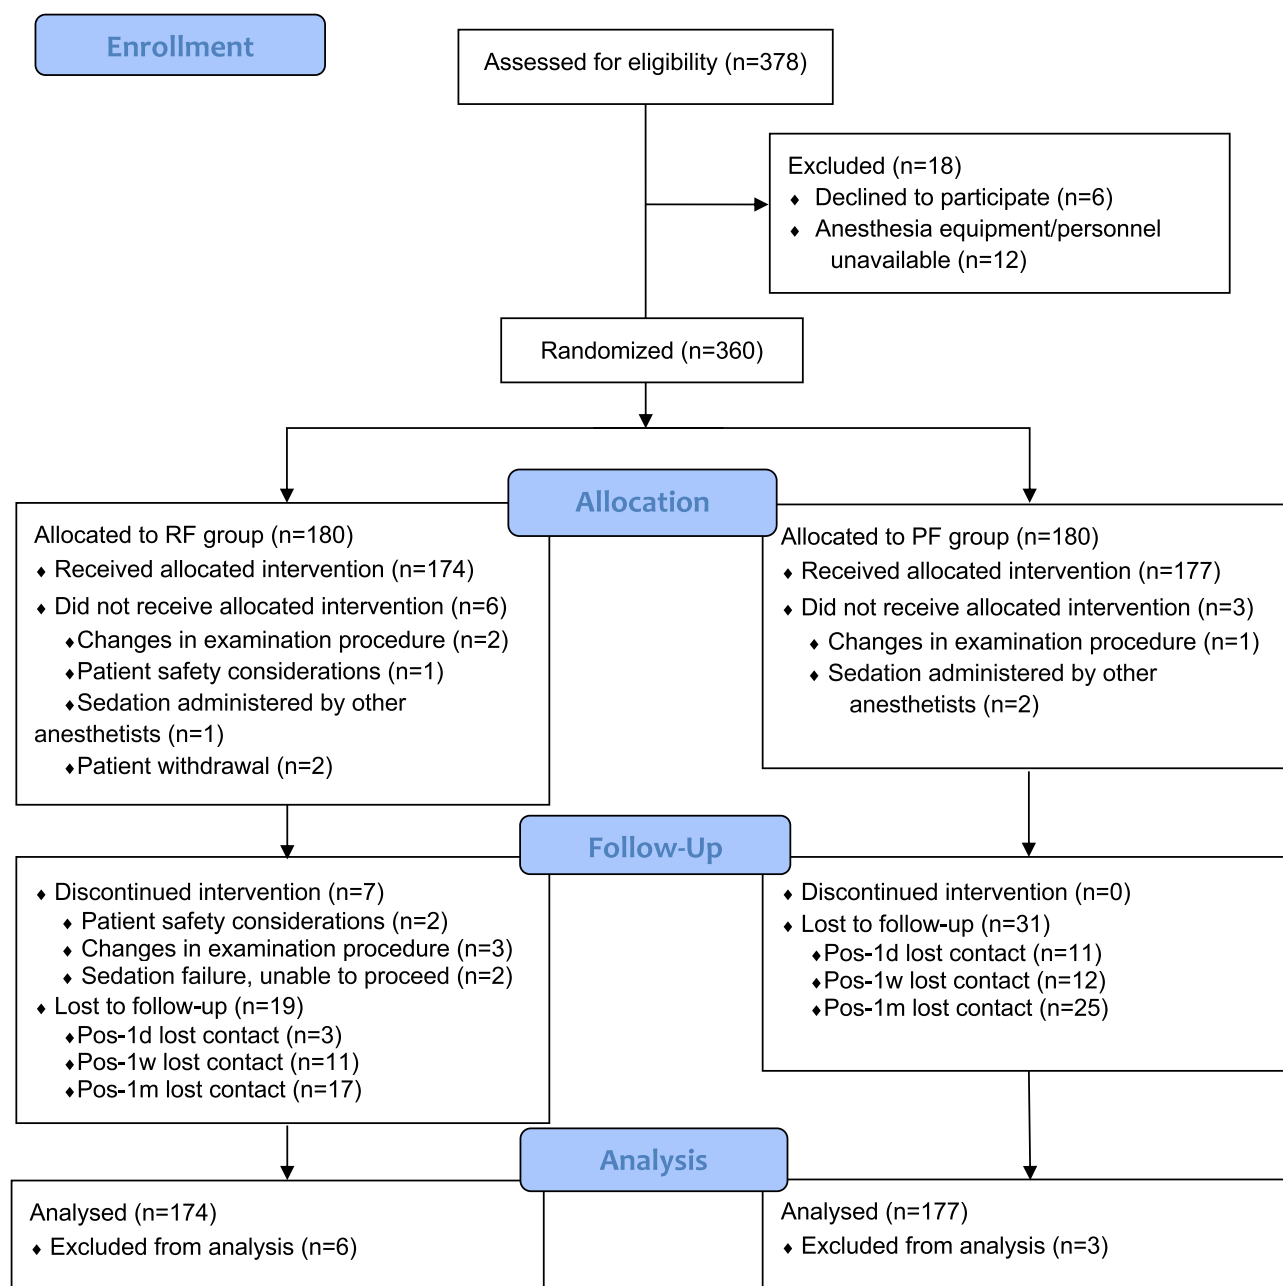 Enrollment
Assessed for eligibility (n=378)
Excluded (n=18)
♦ Declined to participate (n=6)
♦ Anesthesia equipment/personnel
unavailable (n=12)
Randomized (n=360)
Allocation
Allocated to RF group (n=180)
♦ Received allocated intervention (n=174)
♦ Did not receive allocated intervention (n=6)
♦Changes in examination procedure (n=2)
♦Patient safety considerations (n=1)
♦Sedation administered by other
anesthetists (n=1)
♦Patient withdrawal (n=2)
Allocated to PF group (n=180)
♦ Received allocated intervention (n=177)
♦ Did not receive allocated intervention (n=3)
♦ Changes in examination procedure (n=1)
♦ Sedation administered by other
anesthetists (n=2)
Follow-Up
♦ Discontinued intervention (n=7)
♦ Patient safety considerations (n=2)
♦ Changes in examination procedure (n=3)
♦ Sedation failure, unable to proceed (n=2)
♦ Lost to follow-up (n=19)
♦Pos-1d lost contact (n=3)
♦Pos-1w lost contact (n=11)
♦Pos-1m lost contact (n=17)
♦ Discontinued intervention (n=0)
♦ Lost to follow-up (n=31)
♦Pos-1d lost contact (n=11)
♦Pos-1w lost contact (n=12)
♦Pos-1m lost contact (n=25)
Analysis
Analysed (n=174)
♦ Excluded from analysis (n=6)
Analysed (n=177)
♦ Excluded from analysis (n=3)